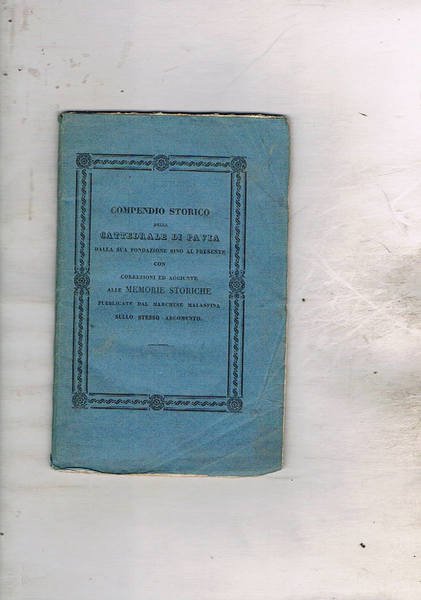 COMPENDIO STORICO
DELLA
CATTEDRALE DI PAVIA
DALLA SUA FONDAZIONE SINO AL PRESENTE
CON
CORREZIONI ED AGGIUNTE
ALLE MEMORIE STORICHE
PUBBLICATE DAL MARCHESE MALASPINA
SULLO STESSO ARGOMENTO.